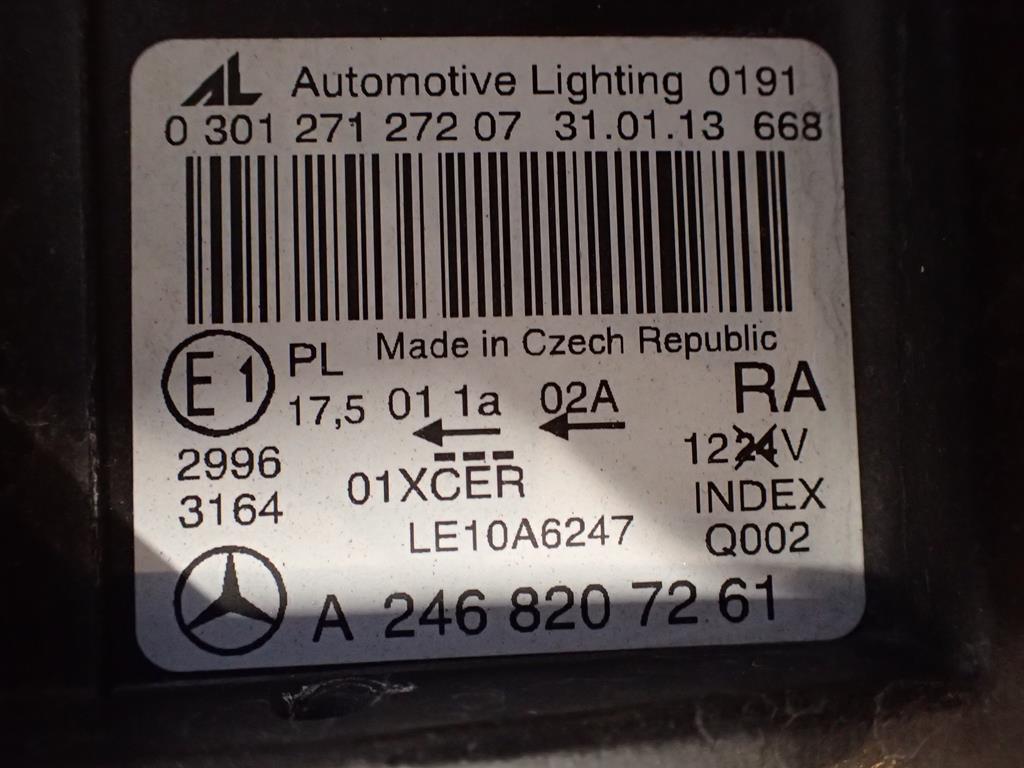 AL Automotive Lighting 0191
0 301 271 272 07 31.01.13 668
Made in Czech Republic
E1 PL RA
17,5 01 1a 02A
2996 1224V
01XCER INDEX
3164
LE10A6247 Q002
A 246 820 72 61